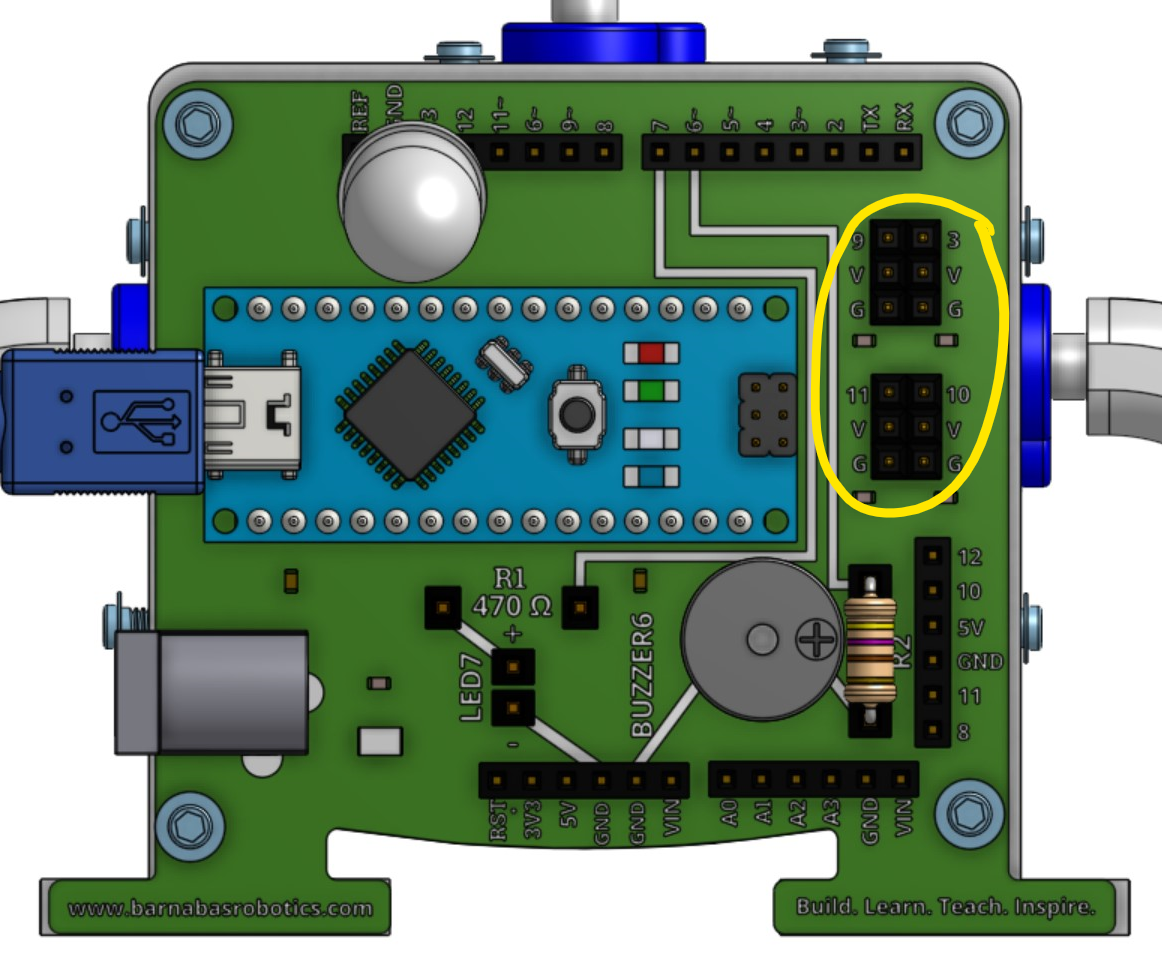 REF GND 3 12 11~ 6~ 9~ 8 7 6~ 5~ 4 3~ 2 TX RX
9 3
V V
G G
11 10
V V
G G
R1
470 Ω
+
LED7
-
BUZZER6
R2
12
10
5V
GND
11
8
RST 3V3 5V GND GND VIN A0 A1 A2 A3 GND VIN
www.barnabasrobotics.com
Build. Learn. Teach. Inspire.